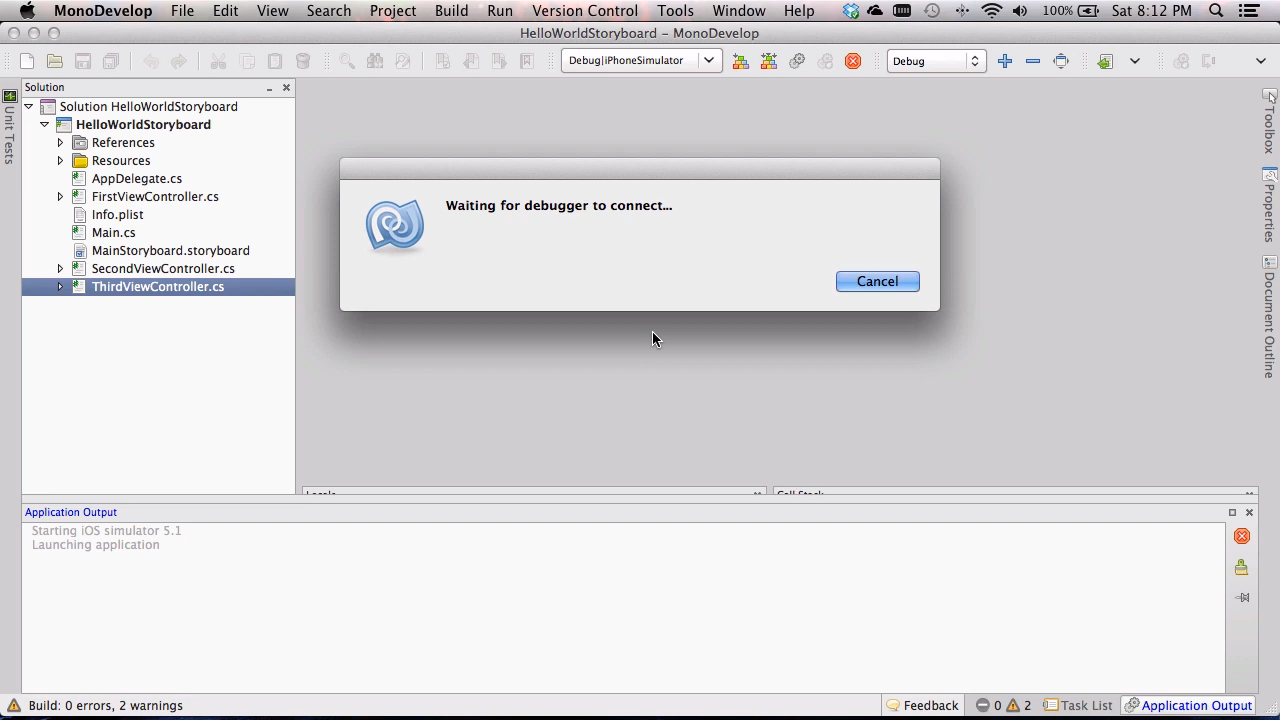 MonoDevelop File Edit View Search Project Build Run Version Control Tools Window Help 100% Sat 8:12 PM
HelloWorldStoryboard – MonoDevelop
Debug|iPhoneSimulator Debug
Solution
Unit Tests
Solution HelloWorldStoryboard
HelloWorldStoryboard
References
Resources
AppDelegate.cs
FirstViewController.cs
Info.plist
Main.cs
MainStoryboard.storyboard
SecondViewController.cs
ThirdViewController.cs
Waiting for debugger to connect...
Cancel
Toolbox
Properties
Document Outline
Locals
Call Stack
Application Output
Starting iOS simulator 5.1
Launching application
Build: 0 errors, 2 warnings
Feedback 0 2 Task List Application Output